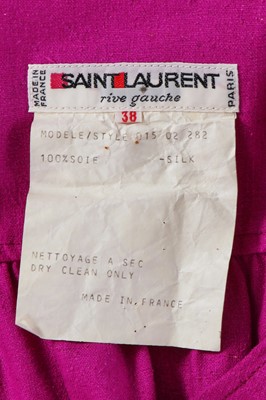 MADE IN FRANCE
SAINT LAURENT
rive gauche
PARIS
38
MODELE/STYLE 015 02 282
100%SOIE -SILK
NETTOYAGE A SEC
DRY CLEAN ONLY
MADE IN FRANCE